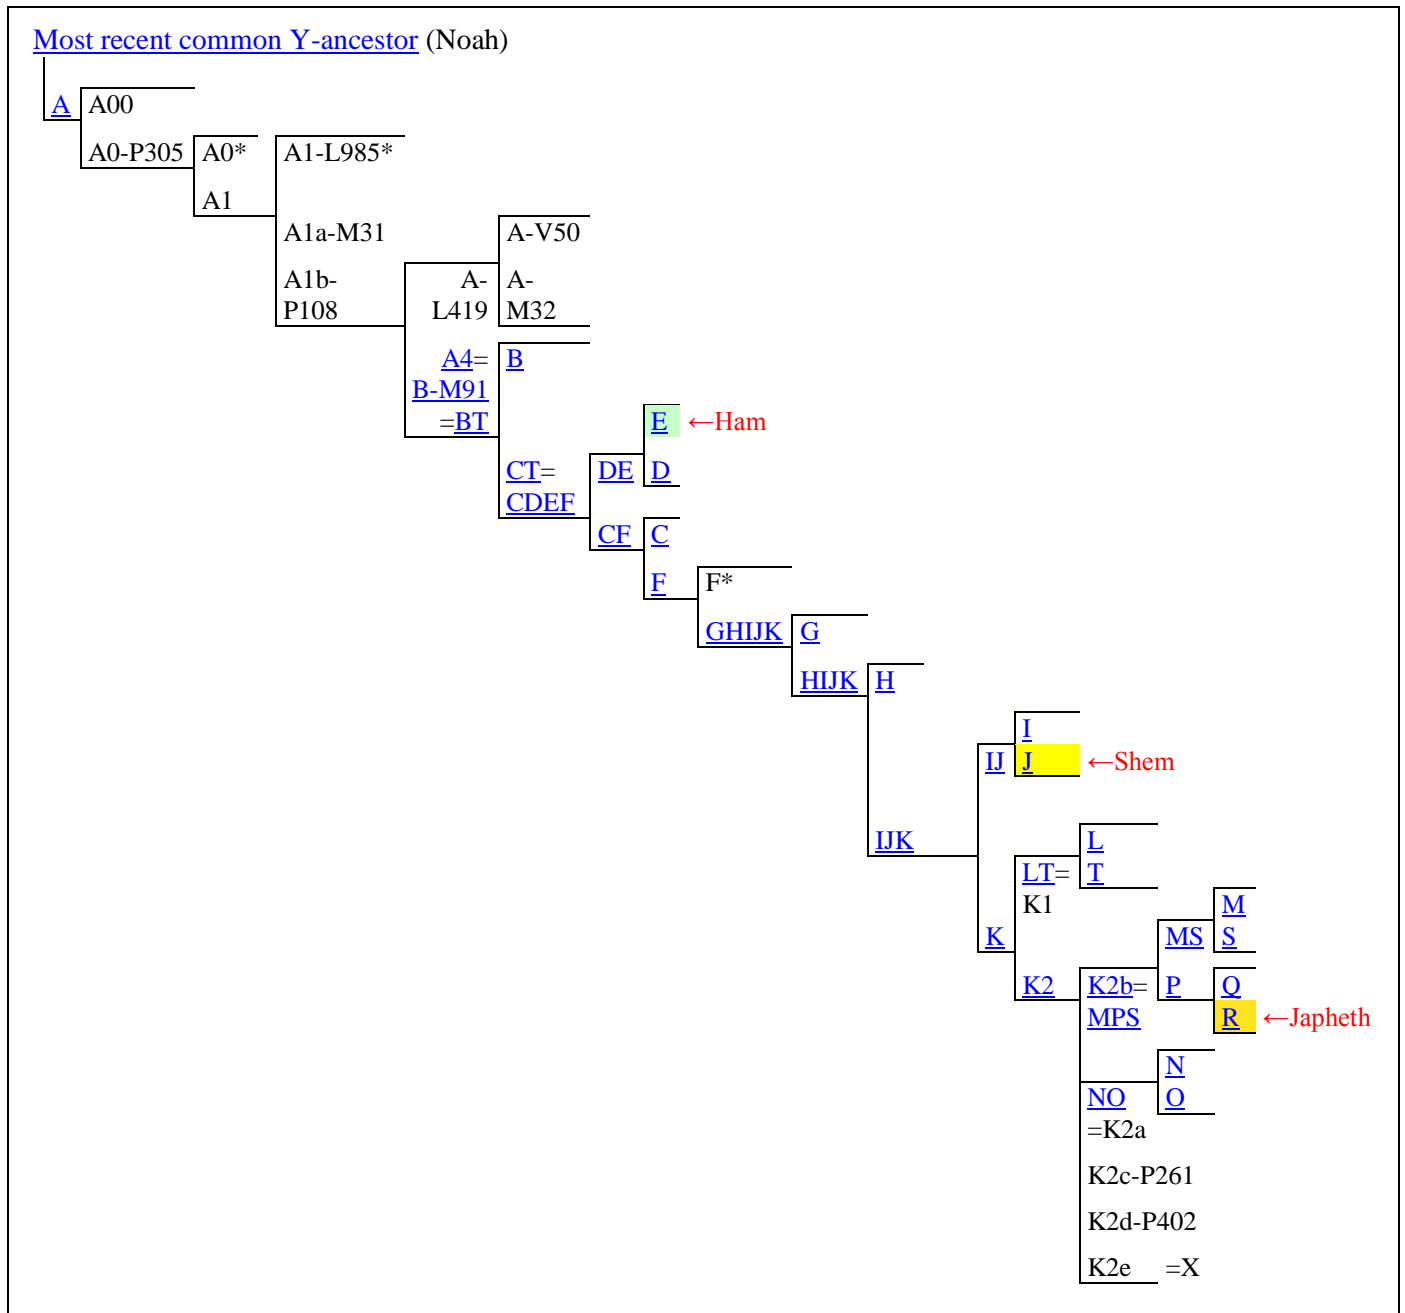 Most recent common Y-ancestor (Noah)
A A00
A0-P305 A0* A1-L985*
A1
A1a-M31 A-V50
A1b- A- A-
P108 L419 M32
A4= B
B-M91
=BT E ←Ham
CT= DE D
CDEF
CF C
F F*
GHIJK G
HIJK H
I
IJ J ←Shem
IJK L
LT= T
K1 M
K MS S
K2 K2b= P Q
MPS R ←Japheth
N
NO O
=K2a
K2c-P261
K2d-P402
K2e =X